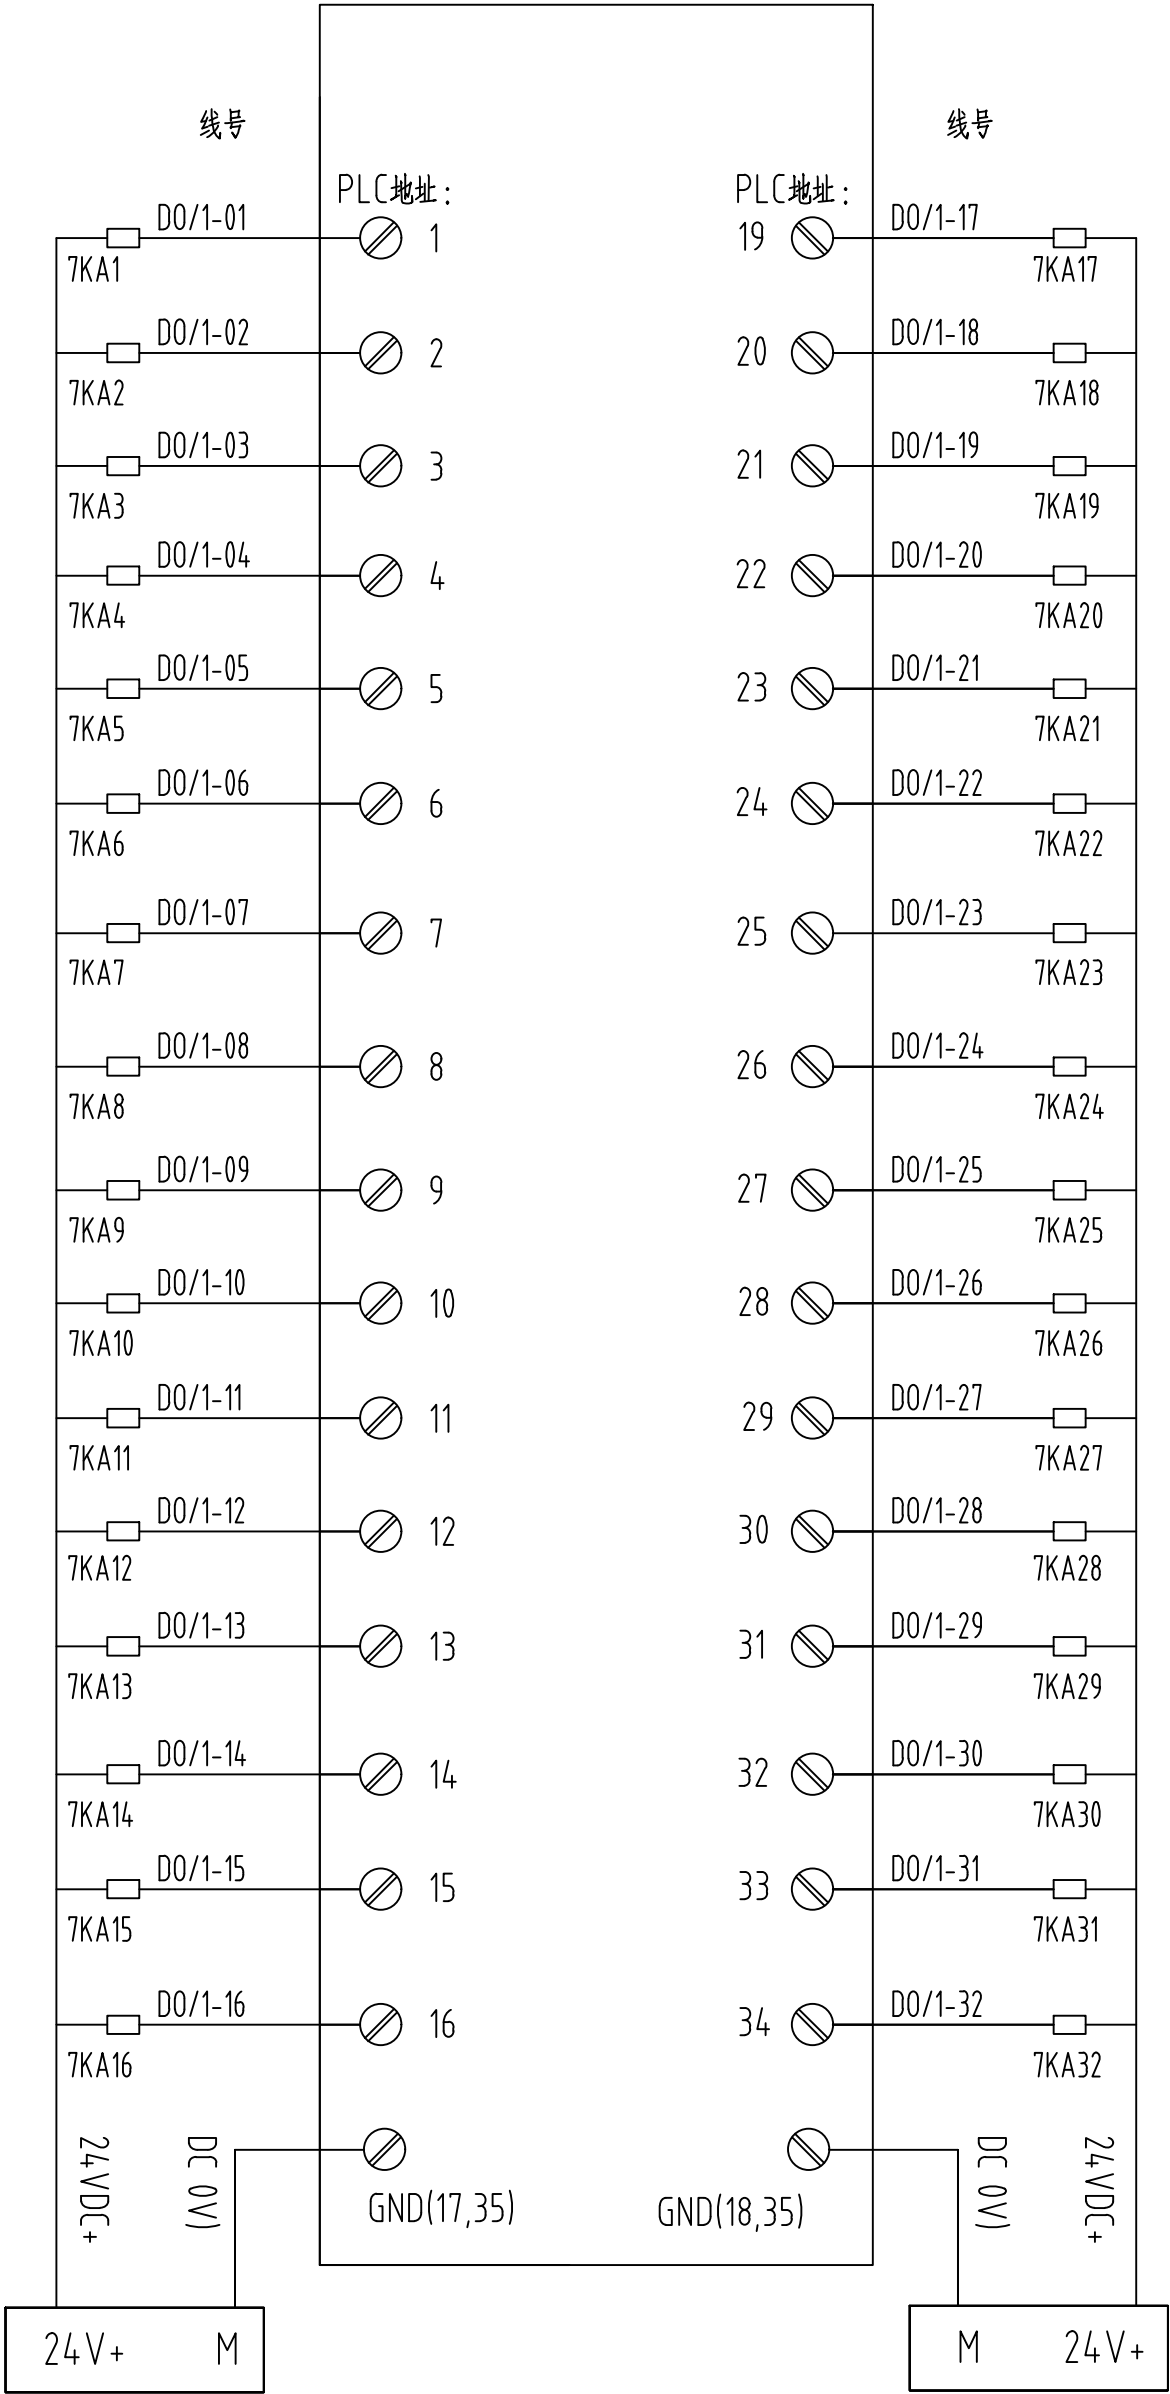 线号 线号
PLC地址: PLC地址:
DO/1-01 1 19 DO/1-17
7KA1 7KA17
DO/1-02 2 20 DO/1-18
7KA2 7KA18
DO/1-03 3 21 DO/1-19
7KA3 7KA19
DO/1-04 4 22 DO/1-20
7KA4 7KA20
DO/1-05 5 23 DO/1-21
7KA5 7KA21
DO/1-06 6 24 DO/1-22
7KA6 7KA22
DO/1-07 7 25 DO/1-23
7KA7 7KA23
DO/1-08 8 26 DO/1-24
7KA8 7KA24
DO/1-09 9 27 DO/1-25
7KA9 7KA25
DO/1-10 10 28 DO/1-26
7KA10 7KA26
DO/1-11 11 29 DO/1-27
7KA11 7KA27
DO/1-12 12 30 DO/1-28
7KA12 7KA28
DO/1-13 13 31 DO/1-29
7KA13 7KA29
DO/1-14 14 32 DO/1-30
7KA14 7KA30
DO/1-15 15 33 DO/1-31
7KA15 7KA31
DO/1-16 16 34 DO/1-32
7KA16 7KA32
24VDC+ DC 0V) DC 0V) 24VDC+
GND(17,35) GND(18,35)
24V+ M M 24V+